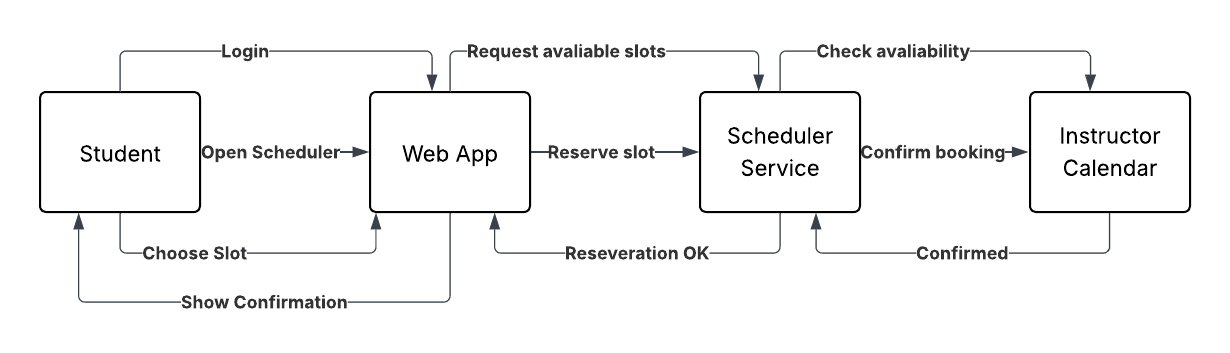 Login
Request avaliable slots
Check avaliability
Student
Open Scheduler
Web App
Reserve slot
Scheduler
Service
Confirm booking
Instructor
Calendar
Choose Slot
Reseveration OK
Confirmed
Show Confirmation